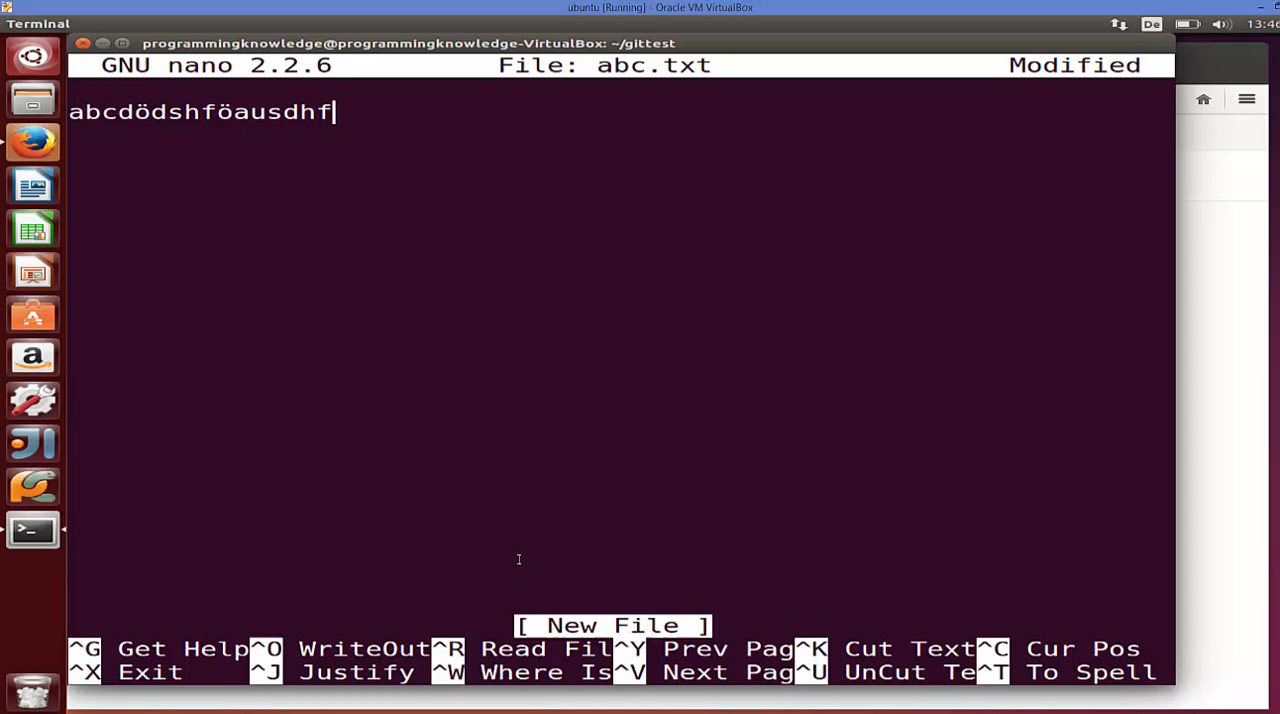 ubuntu [Running] - Oracle VM VirtualBox
Terminal De 13:46
programmingknowledge@programmingknowledge-VirtualBox: ~/gittest
GNU nano 2.2.6 File: abc.txt Modified
abcdödshföausdhf
[ New File ]
^G Get Help ^O WriteOut ^R Read Fil ^Y Prev Pag ^K Cut Text ^C Cur Pos
^X Exit ^J Justify ^W Where Is ^V Next Pag ^U UnCut Te ^T To Spell